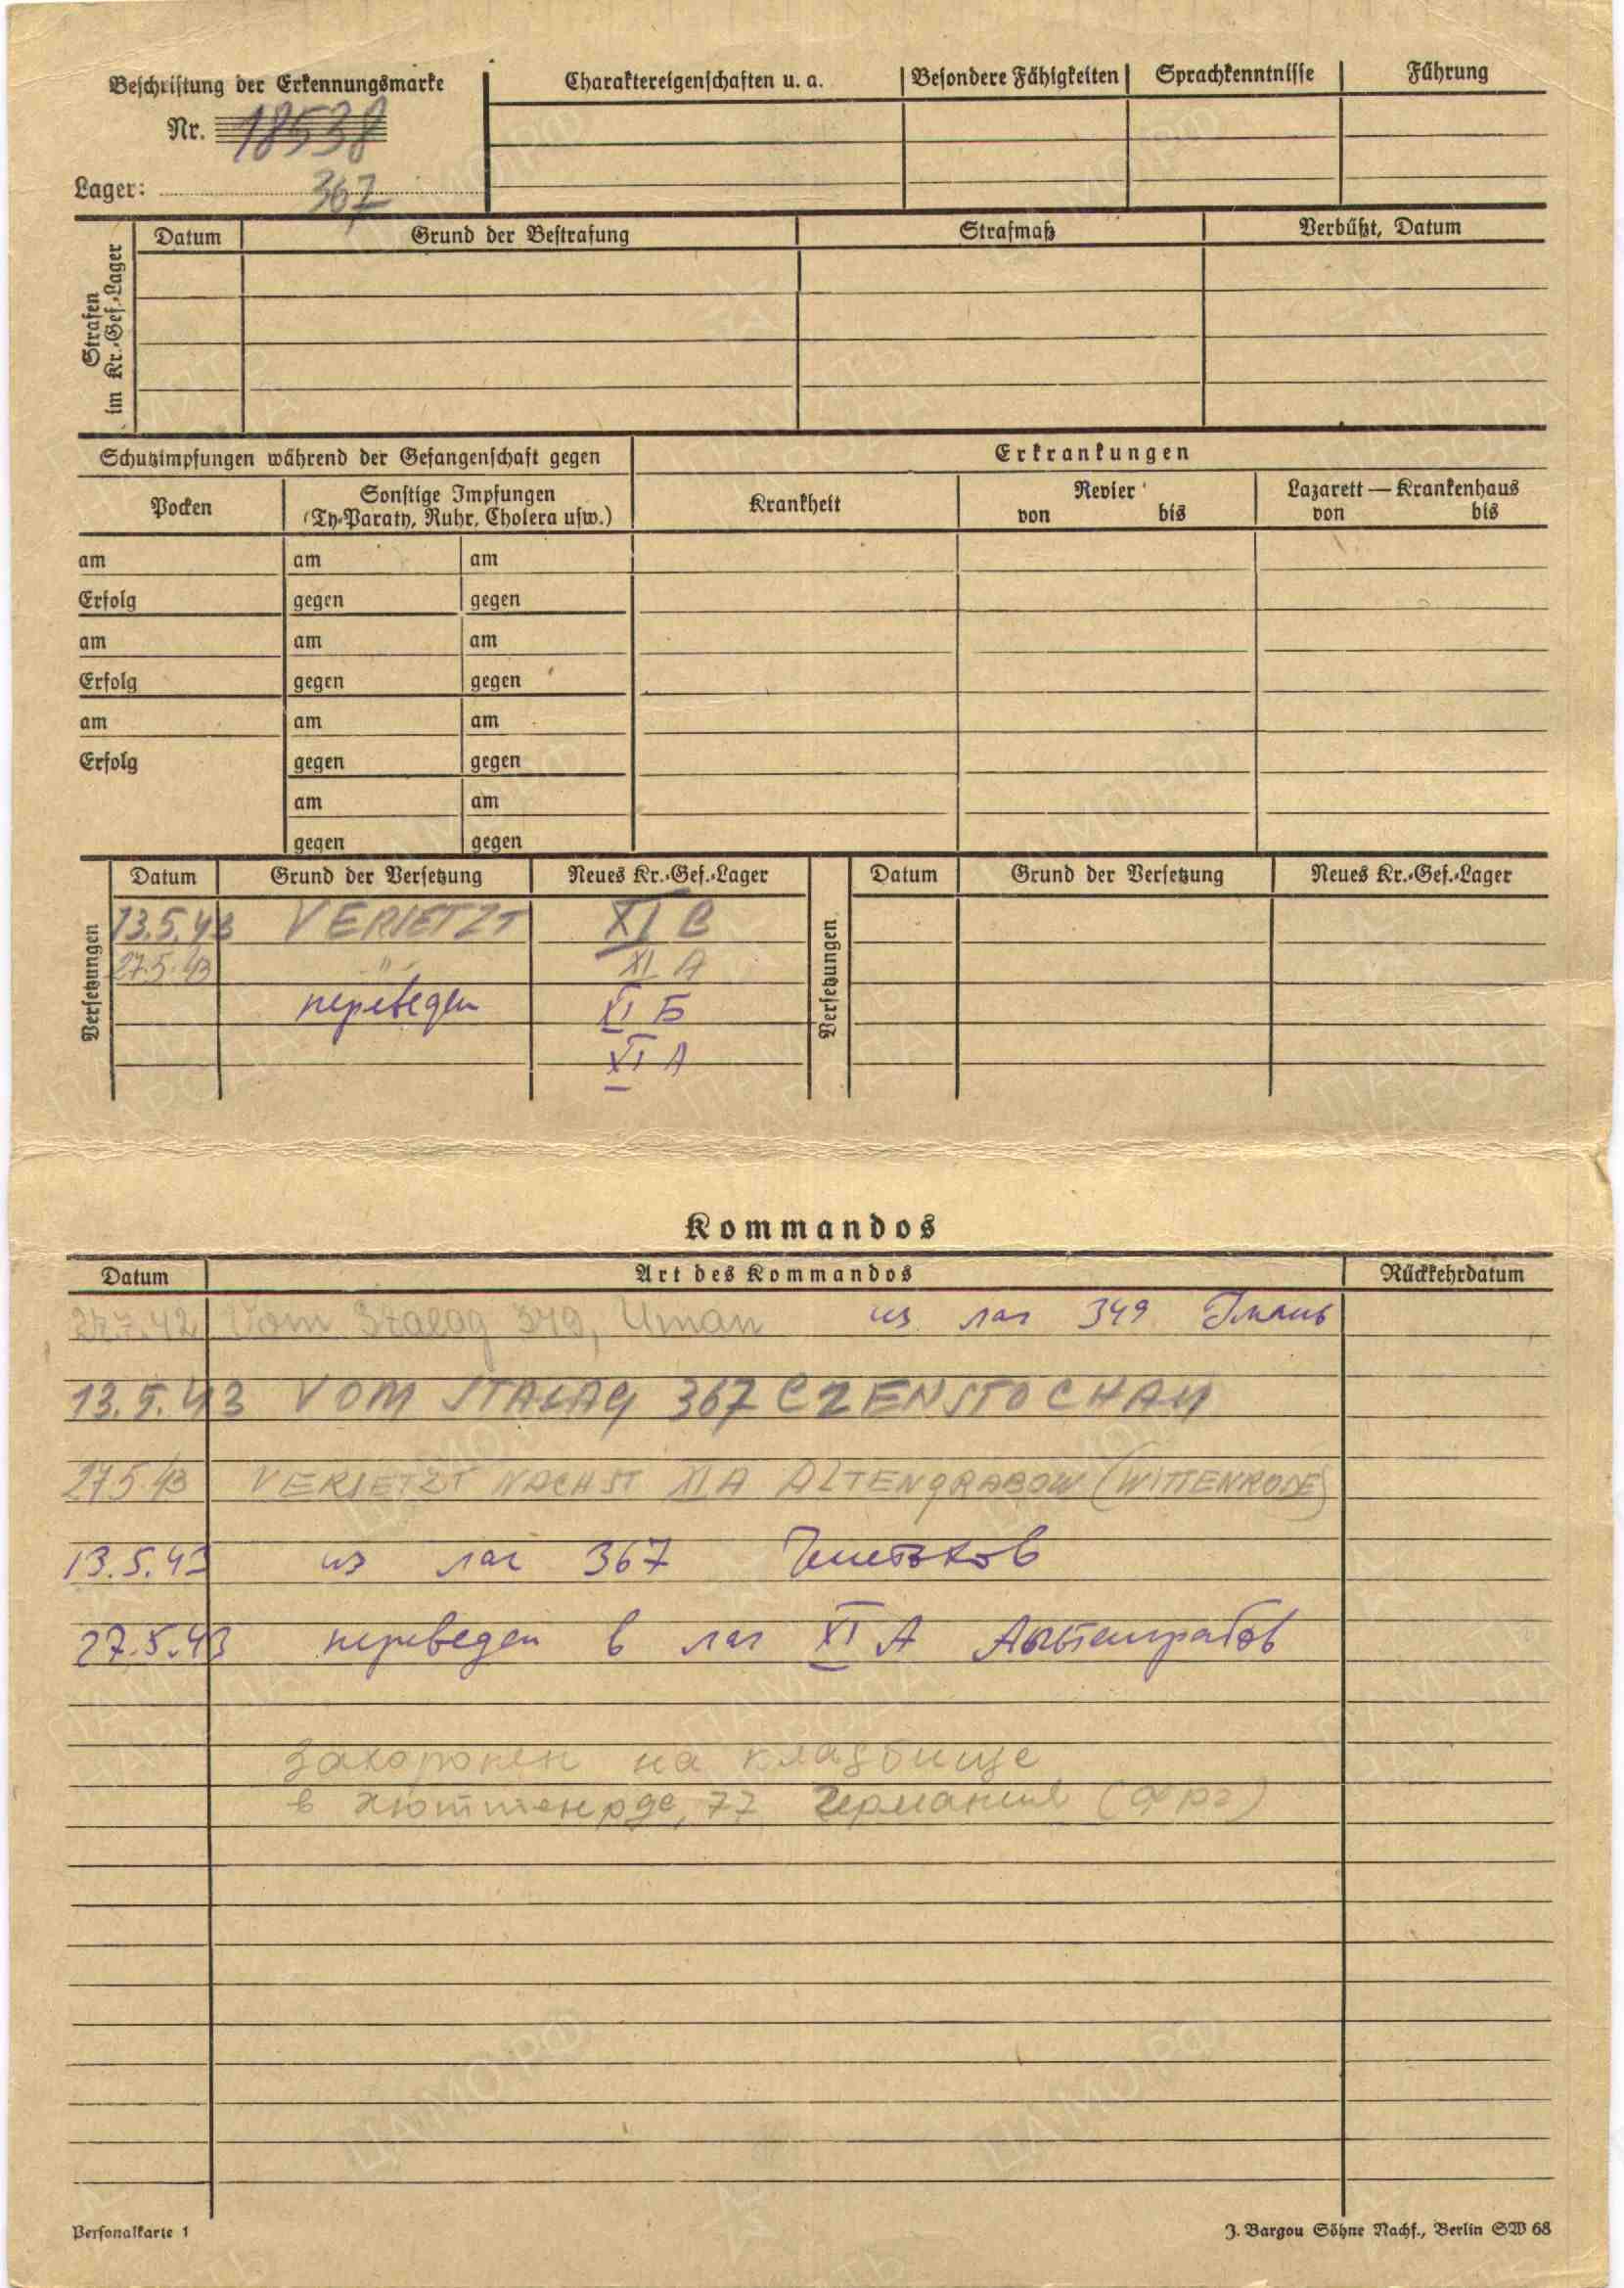 Beschriftung der Erkennungsmarke
Nr. 18538
Lager: 367
Charaktereigenschaften u. a. Besondere Fähigkeiten Sprachkenntnisse Führung
Strafen im Kr.-Gef.-Lager
Datum Grund der Bestrafung Strafmaß Verbüßt, Datum
Schutzimpfungen während der Gefangenschaft gegen
Erkrankungen
Pocken
Sonstige Impfungen
(Ty-Paraty, Ruhr, Cholera usw.)
Krankheit
Revier
von bis
Lazarett — Krankenhaus
von bis
am am am
Erfolg gegen gegen
am am am
Erfolg gegen gegen
am am am
Erfolg gegen gegen
am am
gegen gegen
Versetzungen
Datum Grund der Versetzung Neues Kr.-Gef.-Lager
13.5.43 VERSETZT XI B
27.5.43 " XI A
переведен XI Б
XI A
Versetzungen
Datum Grund der Versetzung Neues Kr.-Gef.-Lager
Kommandos
Datum Art des Kommandos Rückkehrdatum
Vom Stalag 349, Uman из лаг 349
13.5.43 VOM STALAG 367 CZENSTOCHAU
27.5.43 VERSETZT NACH ST XI A ALTENGRABOW (WITTENRODE)
13.5.43 из лаг 367
27.5.43 переведен в лаг XI A Альтенграбов
захоронен на кладбище
в 77 Германия (ФРГ)
Personalkarte 1
J. Bargou Söhne Nachf., Berlin SW 68